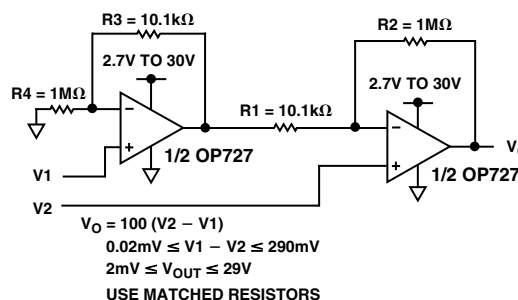 R3 = 10.1kΩ
R2 = 1MΩ
2.7V TO 30V
2.7V TO 30V
R4 = 1MΩ
R1 = 10.1kΩ
1/2 OP727
1/2 OP727
V1
V2
VO = 100 (V2 – V1)
0.02mV ≤ V1 – V2 ≤ 290mV
2mV ≤ VOUT ≤ 29V
USE MATCHED RESISTORS